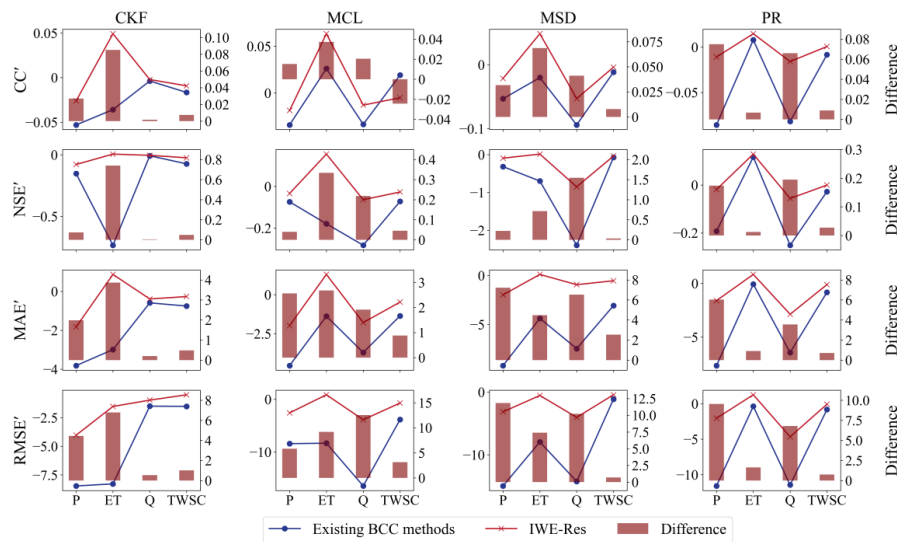 CKF MCL MSD PR
CC′ 0.05 0 −0.05 0.10 0.08 0.06 0.04 0.02 0 0.05 0 0.04 0.02 0 −0.02 −0.04 0 −0.1 0.075 0.050 0.025 0 0 −0.05 0.08 0.06 0.04 0.02 0 Difference
NSE′ 0 −0.5 0.8 0.6 0.4 0.2 0 0 −0.2 0.4 0.3 0.2 0.1 0 0 −1 −2 2.0 1.5 1.0 0.5 0 0 −0.2 0.3 0.2 0.1 0 Difference
MAE′ 0 −2 −4 4 3 2 1 0 0 −2.5 3 2 1 0 0 −5 8 6 4 2 0 0 −5 8 6 4 2 0 Difference
RMSE′ −2.5 −5.0 −7.5 8 6 4 2 0 −10 15 10 5 0 0 −10 12.5 10.0 7.5 5.0 2.5 0 0 −5 −10 10.0 7.5 5.0 2.5 0 Difference
P ET Q TWSC P ET Q TWSC P ET Q TWSC P ET Q TWSC
Existing BCC methods IWE-Res Difference